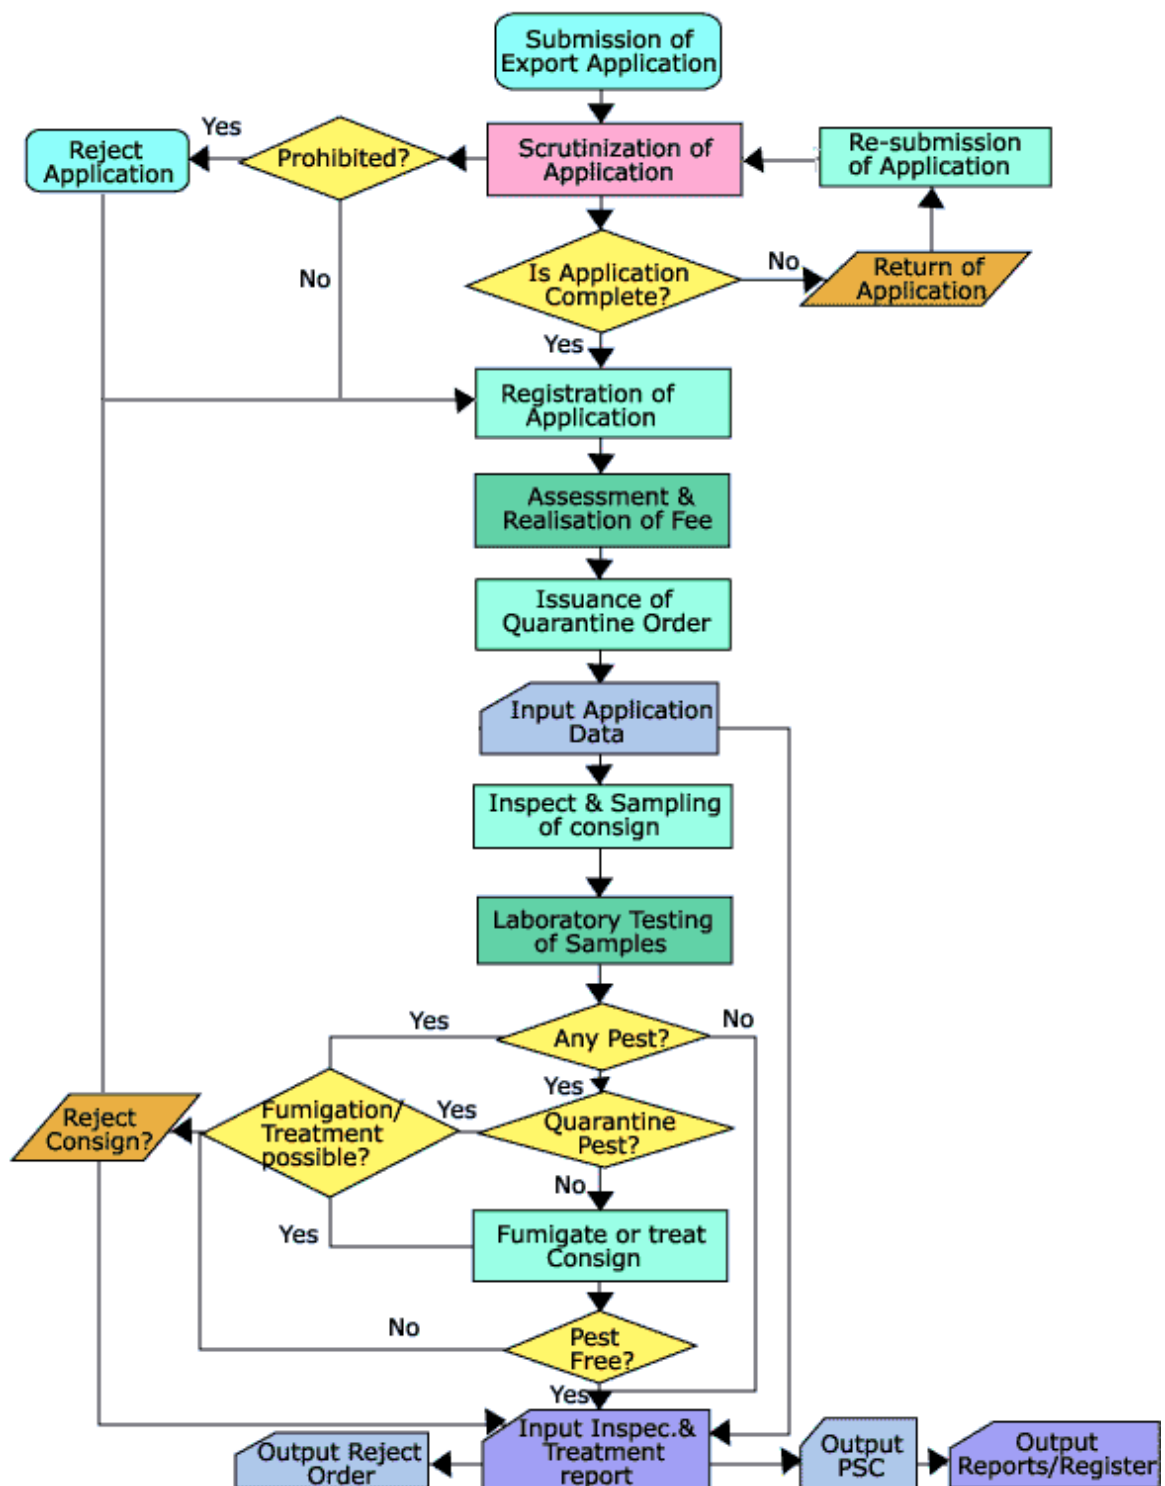 Submission of
Export Application
Yes
Reject
Application
Prohibited?
Scrutinization of
Application
Re-submission
of Application
No
Is Application
Complete?
No
Return of
Application
Yes
Registration of
Application
Assessment &
Realisation of Fee
Issuance of
Quarantine Order
Input Application
Data
Inspect & Sampling
of consign
Laboratory Testing
of Samples
Yes
Any Pest?
No
Yes
Reject
Consign?
Fumigation/
Treatment
possible?
Yes
Quarantine
Pest?
No
Yes
Fumigate or treat
Consign
No
Pest
Free?
Yes
Input Inspec.&
Treatment
report
Output Reject
Order
Output
PSC
Output
Reports/Register